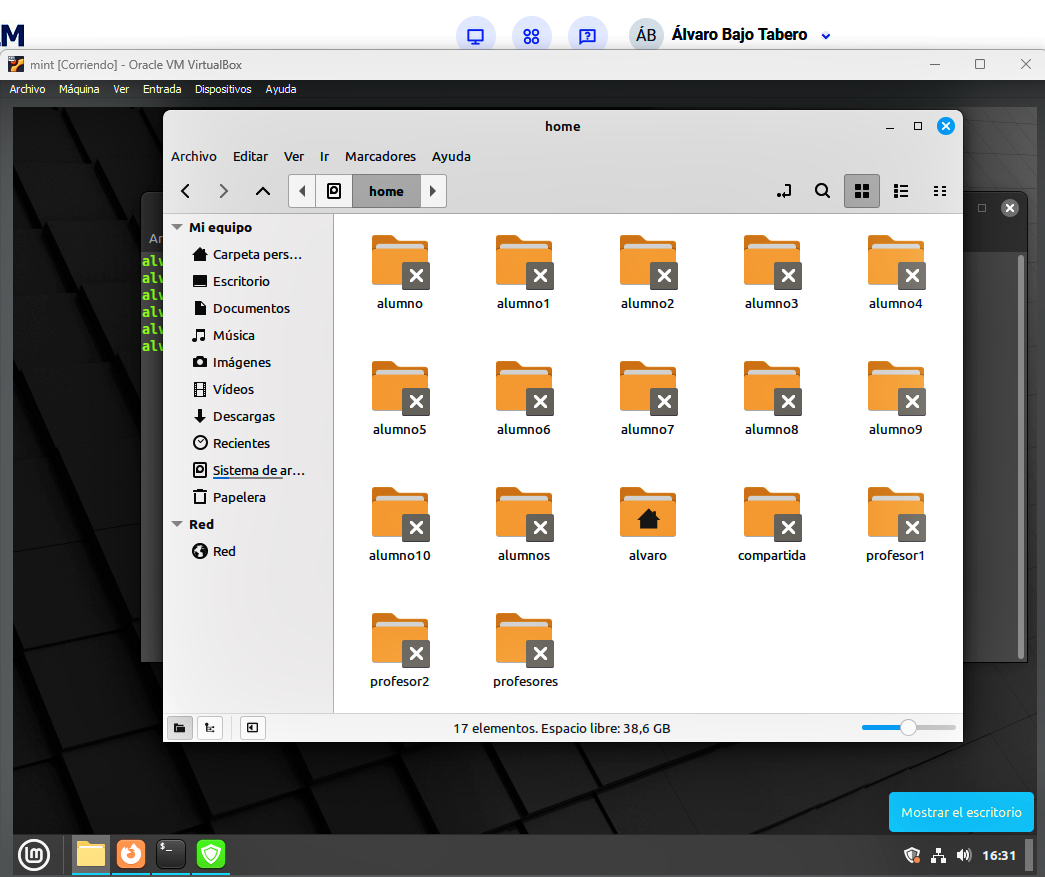 M
ÁB Álvaro Bajo Tabero
mint [Corriendo] - Oracle VM VirtualBox
Archivo Máquina Ver Entrada Dispositivos Ayuda
home
Archivo Editar Ver Ir Marcadores Ayuda
home
Ar
Mi equipo
Carpeta pers...
Escritorio
Documentos
Música
Imágenes
Vídeos
Descargas
Recientes
Sistema de ar...
Papelera
Red
Red
alv
alv
alv
alv
alv
alv
alumno alumno1 alumno2 alumno3 alumno4
alumno5 alumno6 alumno7 alumno8 alumno9
alumno10 alumnos alvaro compartida profesor1
profesor2 profesores
17 elementos. Espacio libre: 38,6 GB
Mostrar el escritorio
16:31